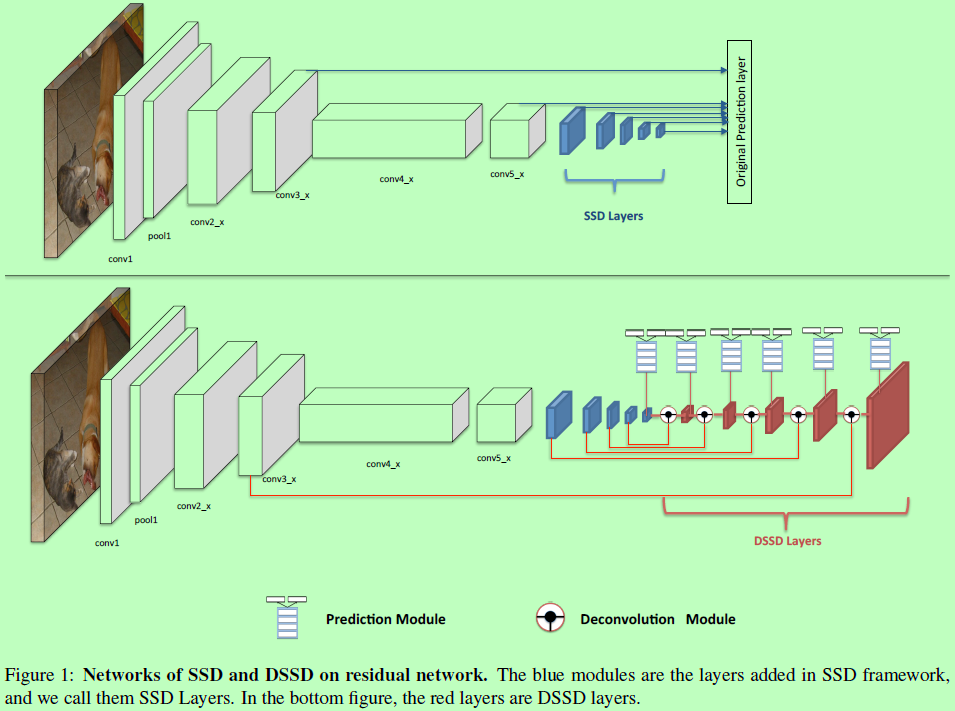 Original Prediction layer
conv1
pool1
conv2_x
conv3_x
conv4_x
conv5_x
SSD Layers
conv1
pool1
conv2_x
conv3_x
conv4_x
conv5_x
DSSD Layers
Prediction Module
Deconvolution Module
Figure 1: Networks of SSD and DSSD on residual network. The blue modules are the layers added in SSD framework,
and we call them SSD Layers. In the bottom figure, the red layers are DSSD layers.